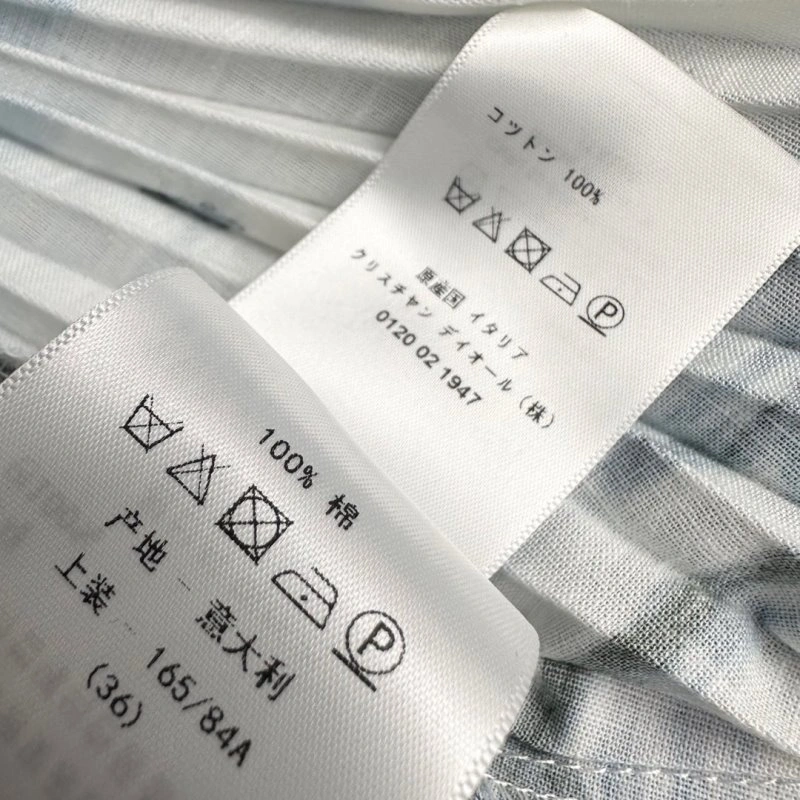 コットン 100%
P
原産国 イタリア
クリスチャン ディオール (株)
0120 02 1947
100% 棉
P
产地 - 意大利
上装 - 165/84A
(36)